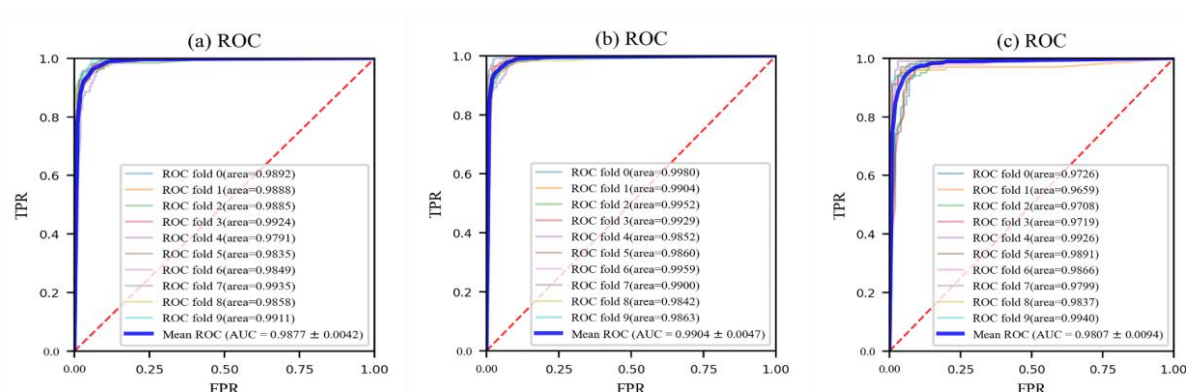 (a) ROC
1.0
0.8
0.6
0.4
0.2
0.0
TPR
ROC fold 0(area=0.9892)
ROC fold 1(area=0.9888)
ROC fold 2(area=0.9885)
ROC fold 3(area=0.9924)
ROC fold 4(area=0.9791)
ROC fold 5(area=0.9835)
ROC fold 6(area=0.9849)
ROC fold 7(area=0.9935)
ROC fold 8(area=0.9858)
ROC fold 9(area=0.9911)
Mean ROC (AUC = 0.9877 ± 0.0042)
0.00 0.25 0.50 0.75 1.00
FPR
(b) ROC
1.0
0.8
0.6
0.4
0.2
0.0
TPR
ROC fold 0(area=0.9980)
ROC fold 1(area=0.9904)
ROC fold 2(area=0.9952)
ROC fold 3(area=0.9929)
ROC fold 4(area=0.9852)
ROC fold 5(area=0.9860)
ROC fold 6(area=0.9959)
ROC fold 7(area=0.9900)
ROC fold 8(area=0.9842)
ROC fold 9(area=0.9863)
Mean ROC (AUC = 0.9904 ± 0.0047)
0.00 0.25 0.50 0.75 1.00
FPR
(c) ROC
1.0
0.8
0.6
0.4
0.2
0.0
TPR
ROC fold 0(area=0.9726)
ROC fold 1(area=0.9659)
ROC fold 2(area=0.9708)
ROC fold 3(area=0.9719)
ROC fold 4(area=0.9926)
ROC fold 5(area=0.9891)
ROC fold 6(area=0.9866)
ROC fold 7(area=0.9799)
ROC fold 8(area=0.9837)
ROC fold 9(area=0.9940)
Mean ROC (AUC = 0.9807 ± 0.0094)
0.00 0.25 0.50 0.75 1.00
FPR